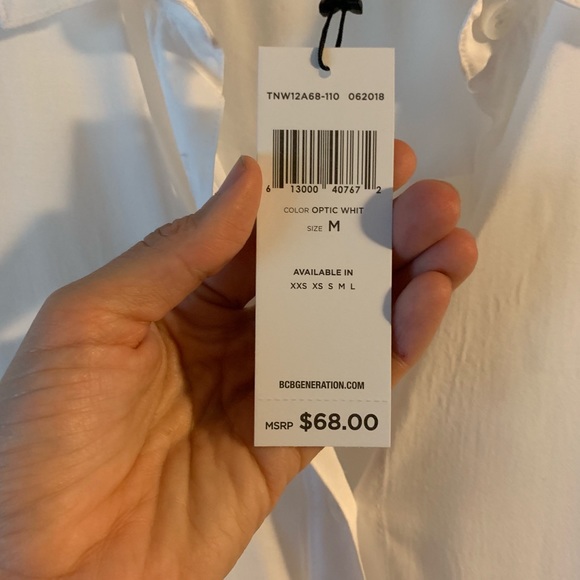 TNW12A68-110 062018
6 13000 40767 2
COLOR OPTIC WHIT
SIZE M
AVAILABLE IN
XXS XS S M L
BCBGENERATION.COM
MSRP $68.00